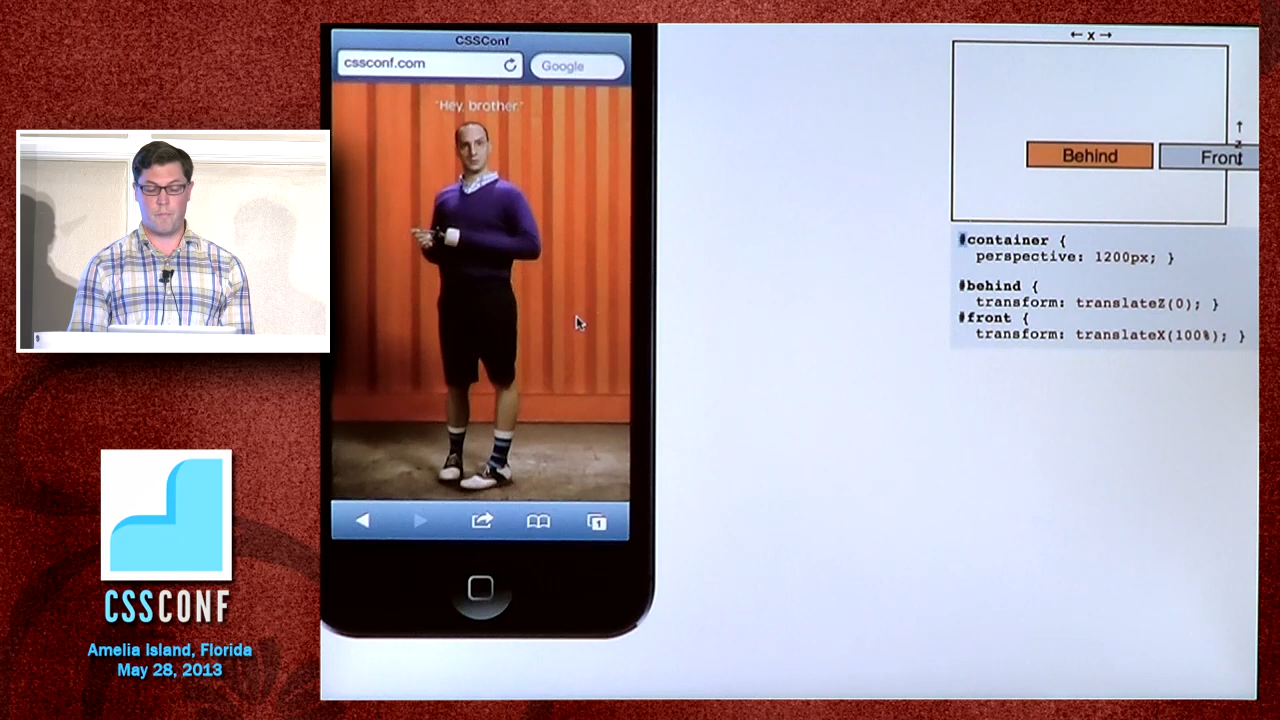 CSSConf
cssconf.com
Google
"Hey, brother."
← x →
↑
z
↓
Behind
Front
#container {
perspective: 1200px; }
#behind {
transform: translateZ(0); }
#front {
transform: translateX(100%); }
1
CSSCONF
Amelia Island, Florida
May 28, 2013